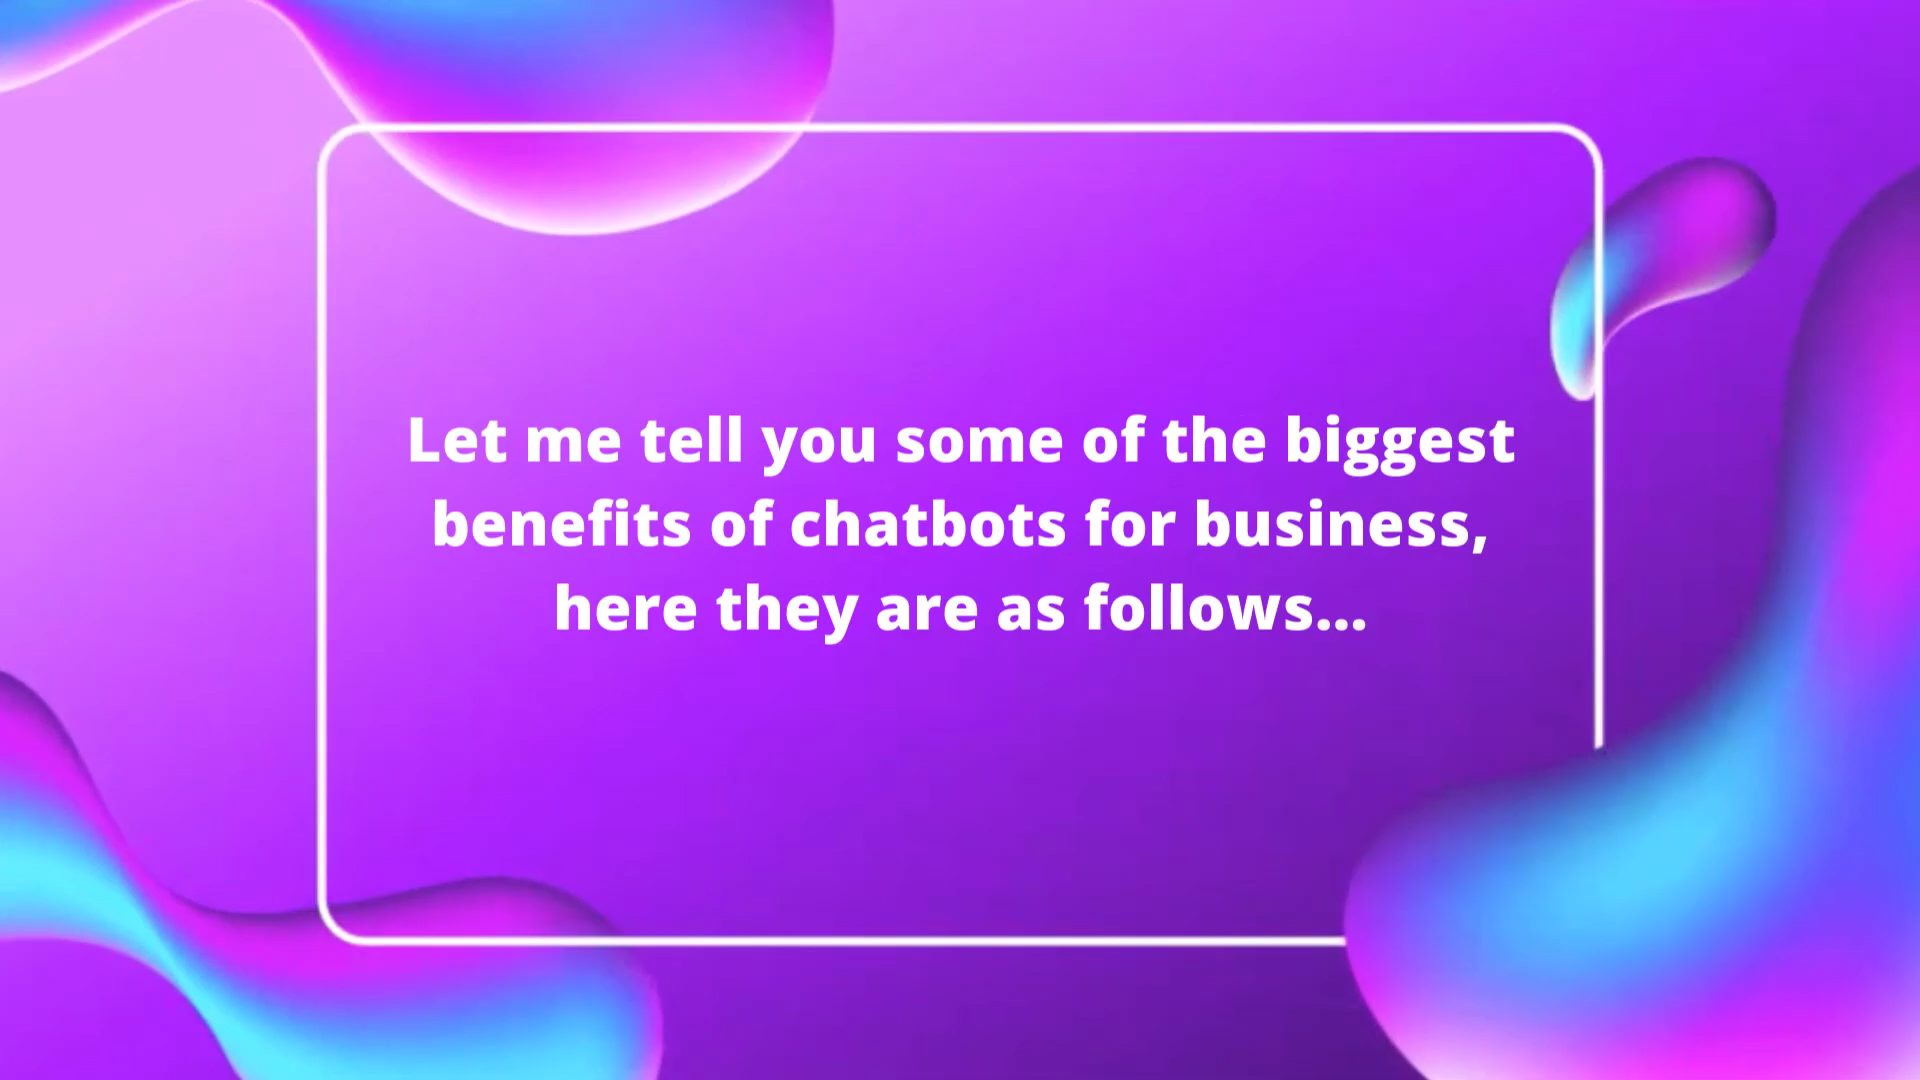 Let me tell you some of the biggest
benefits of chatbots for business,
here they are as follows...